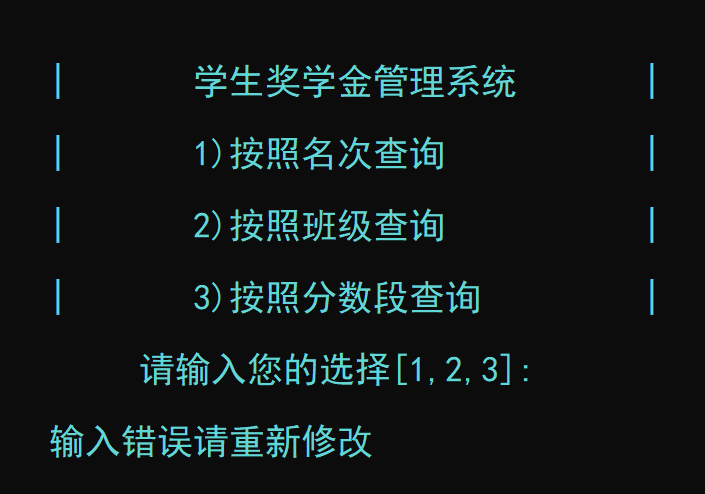 | 学生奖学金管理系统 |
| 1)按照名次查询 |
| 2)按照班级查询 |
| 3)按照分数段查询 |
请输入您的选择[1,2,3]:
输入错误请重新修改